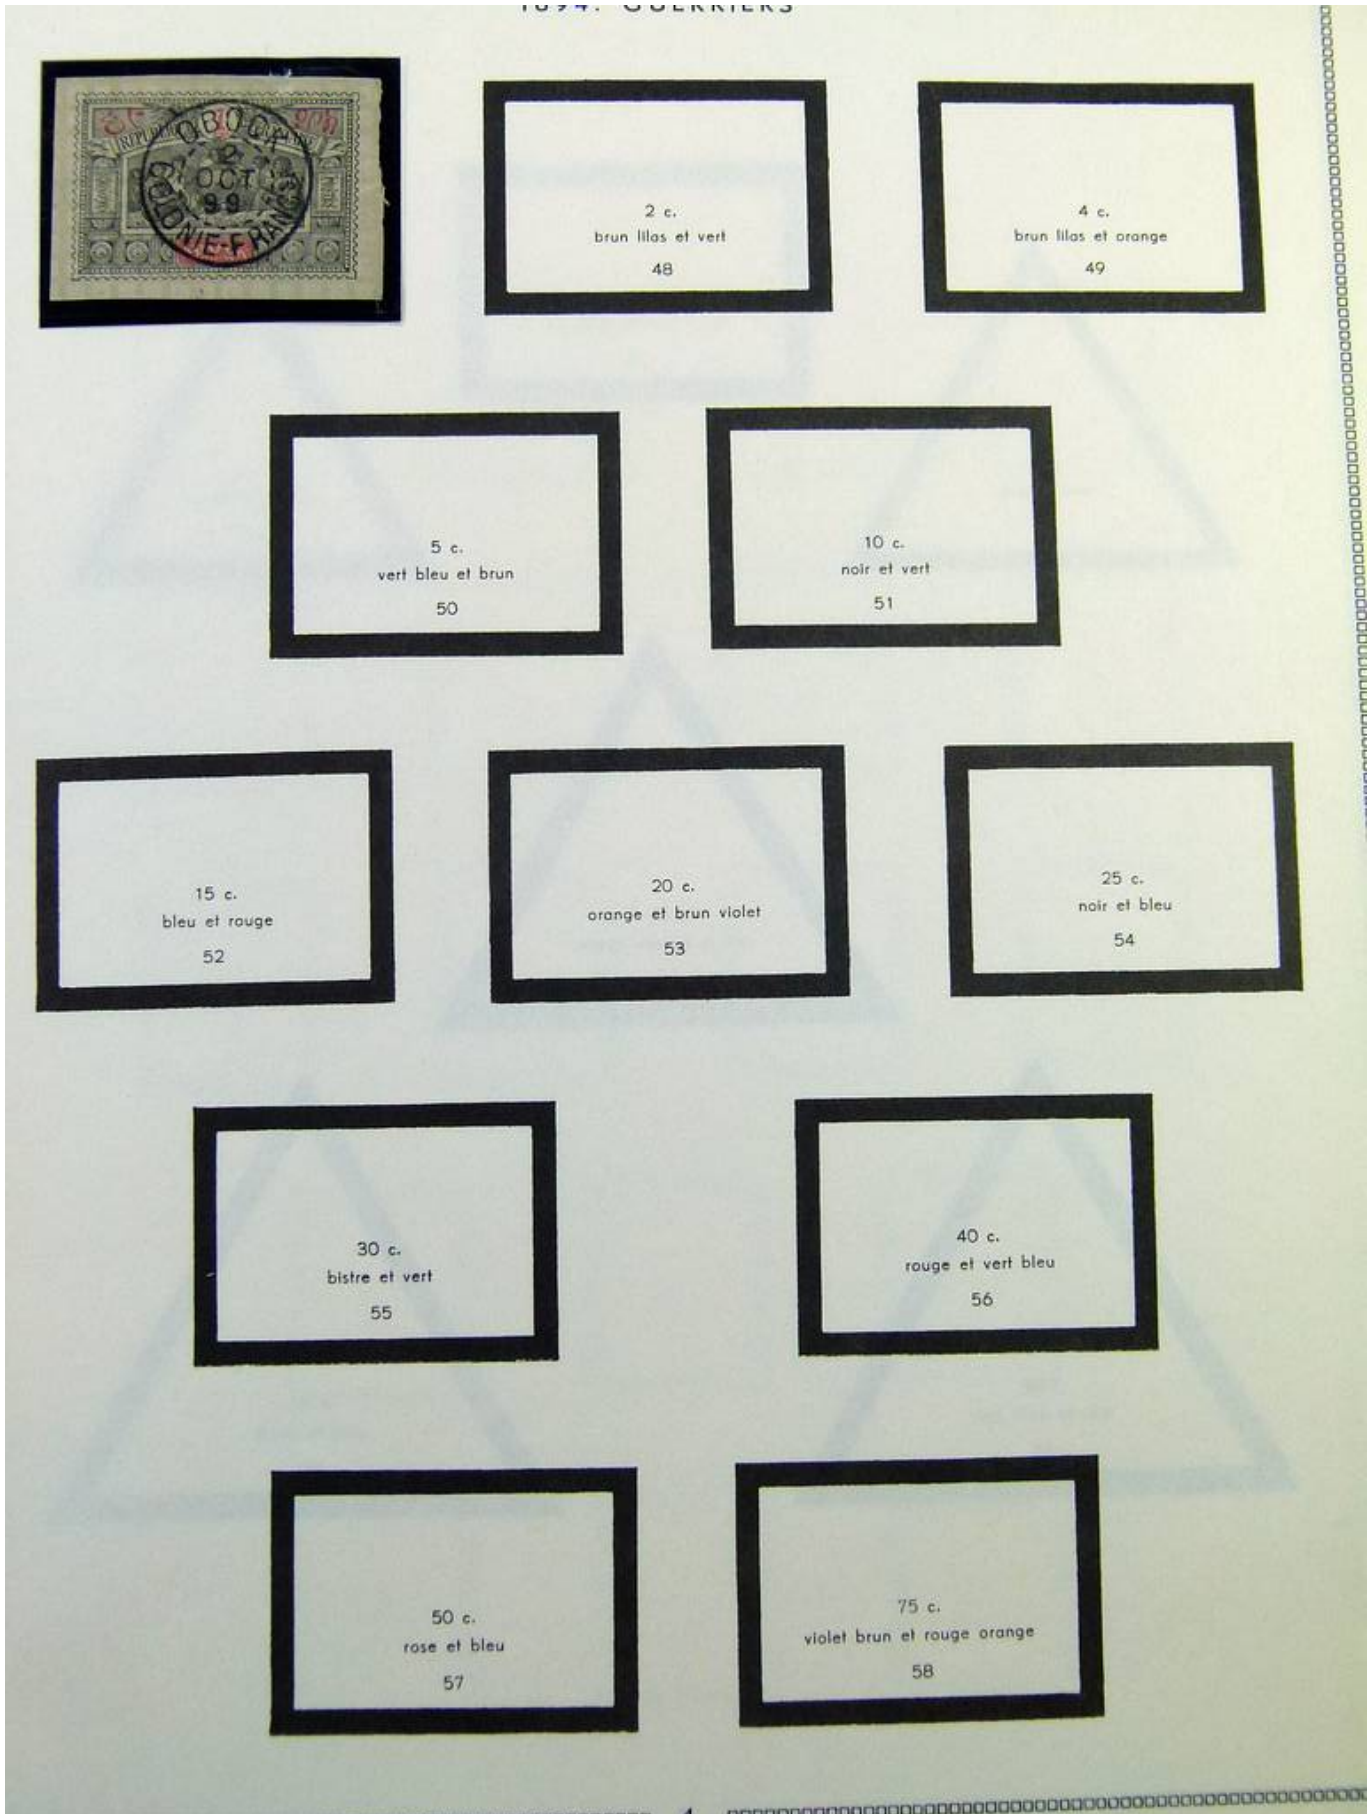 1894. GUERRIERS
OBOCK
2
OCT
99
COLONIE-FRANCSE
2 c.
brun lilas et vert
48
4 c.
brun lilas et orange
49
5 c.
vert bleu et brun
50
10 c.
noir et vert
51
15 c.
bleu et rouge
52
20 c.
orange et brun violet
53
25 c.
noir et bleu
54
30 c.
bistre et vert
55
40 c.
rouge et vert bleu
56
50 c.
rose et bleu
57
75 c.
violet brun et rouge orange
58